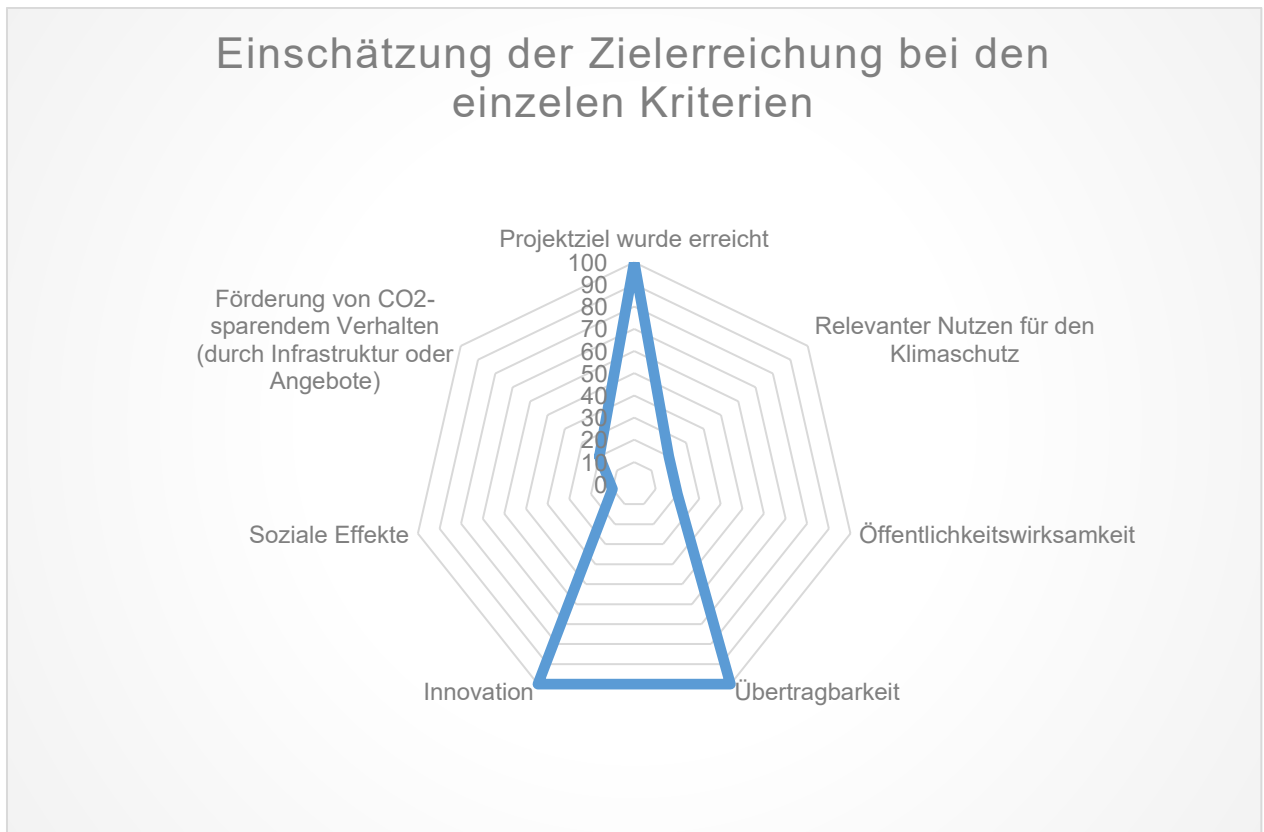 Einschätzung der Zielerreichung bei den
einzelen Kriterien
Projektziel wurde erreicht
100
90
80
70
60
50
40
30
20
10
0
Relevanter Nutzen für den
Klimaschutz
Öffentlichkeitswirksamkeit
Übertragbarkeit
Innovation
Soziale Effekte
Förderung von CO2-
sparendem Verhalten
(durch Infrastruktur oder
Angebote)